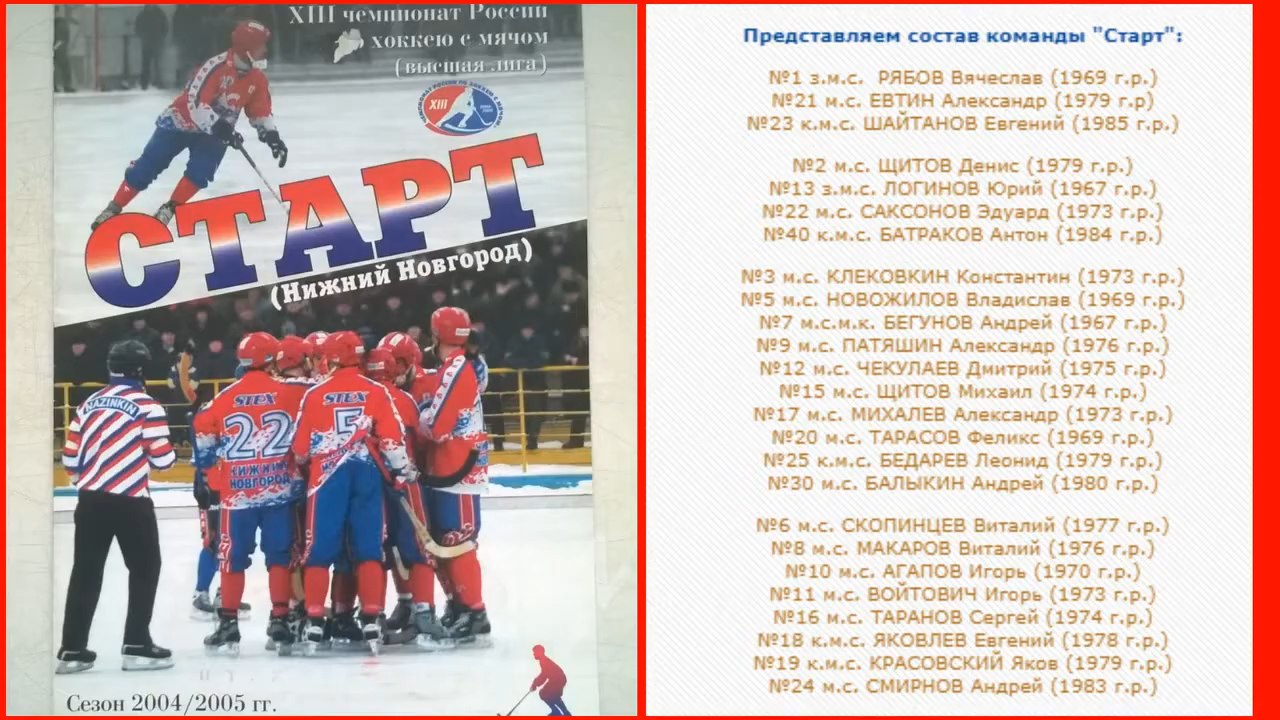 XIII чемпионат России
хоккею с мячом
(высшая лига)
XIII
СТАРТ
(Нижний Новгород)
NAZINKIN
STEX
STEX
22
5
НИЖНИЙ
НОВГОРОД
Сезон 2004/2005 гг.
Представляем состав команды "Старт":
№1 з.м.с. РЯБОВ Вячеслав (1969 г.р.)
№21 м.с. ЕВТИН Александр (1979 г.р)
№23 к.м.с. ШАЙТАНОВ Евгений (1985 г.р.)
№2 м.с. ЩИТОВ Денис (1979 г.р.)
№13 з.м.с. ЛОГИНОВ Юрий (1967 г.р.)
№22 м.с. САКСОНОВ Эдуард (1973 г.р.)
№40 к.м.с. БАТРАКОВ Антон (1984 г.р.)
№3 м.с. КЛЕКОВКИН Константин (1973 г.р.)
№5 м.с. НОВОЖИЛОВ Владислав (1969 г.р.)
№7 м.с.м.к. БЕГУНОВ Андрей (1967 г.р.)
№9 м.с. ПАТЯШИН Александр (1976 г.р.)
№12 м.с. ЧЕКУЛАЕВ Дмитрий (1975 г.р.)
№15 м.с. ЩИТОВ Михаил (1974 г.р.)
№17 м.с. МИХАЛЕВ Александр (1973 г.р.)
№20 м.с. ТАРАСОВ Феликс (1969 г.р.)
№25 к.м.с. БЕДАРЕВ Леонид (1979 г.р.)
№30 м.с. БАЛЫКИН Андрей (1980 г.р.)
№6 м.с. СКОПИНЦЕВ Виталий (1977 г.р.)
№8 м.с. МАКАРОВ Виталий (1976 г.р.)
№10 м.с. АГАПОВ Игорь (1970 г.р.)
№11 м.с. ВОЙТОВИЧ Игорь (1973 г.р.)
№16 м.с. ТАРАНОВ Сергей (1974 г.р.)
№18 к.м.с. ЯКОВЛЕВ Евгений (1978 г.р.)
№19 к.м.с. КРАСОВСКИЙ Яков (1979 г.р.)
№24 м.с. СМИРНОВ Андрей (1983 г.р.)